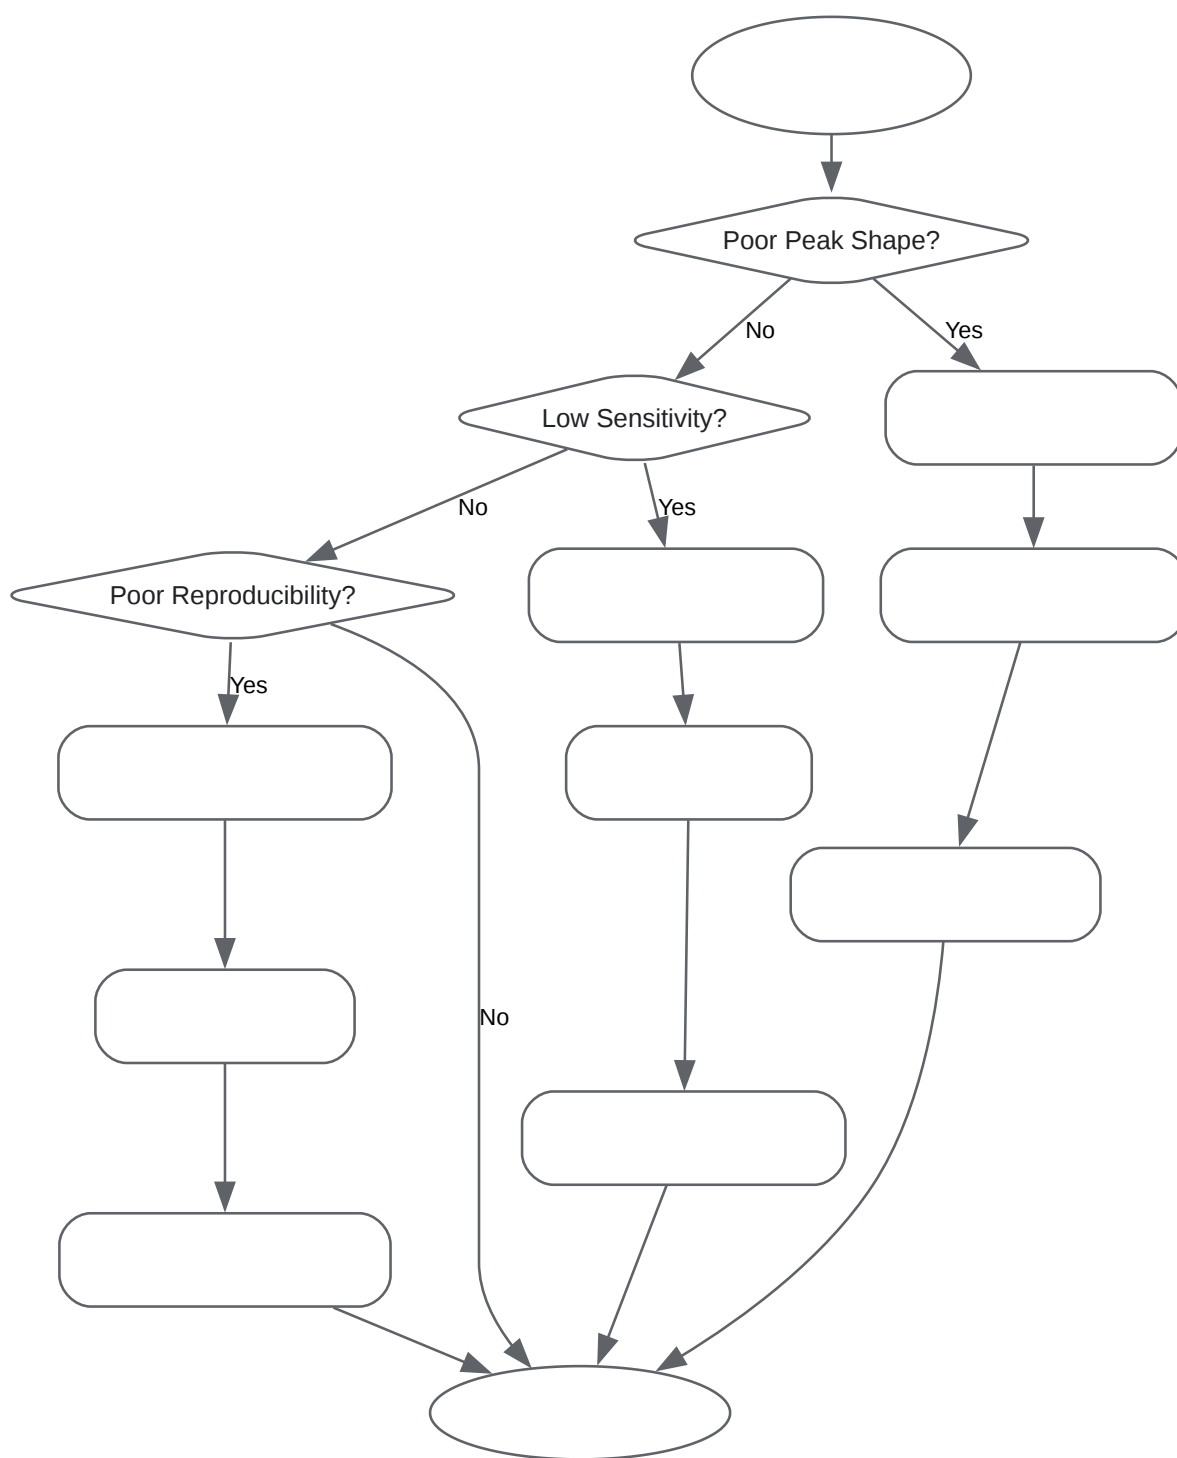 Poor Peak Shape?
No
Yes
Low Sensitivity?
No
Yes
Poor Reproducibility?
Yes
No